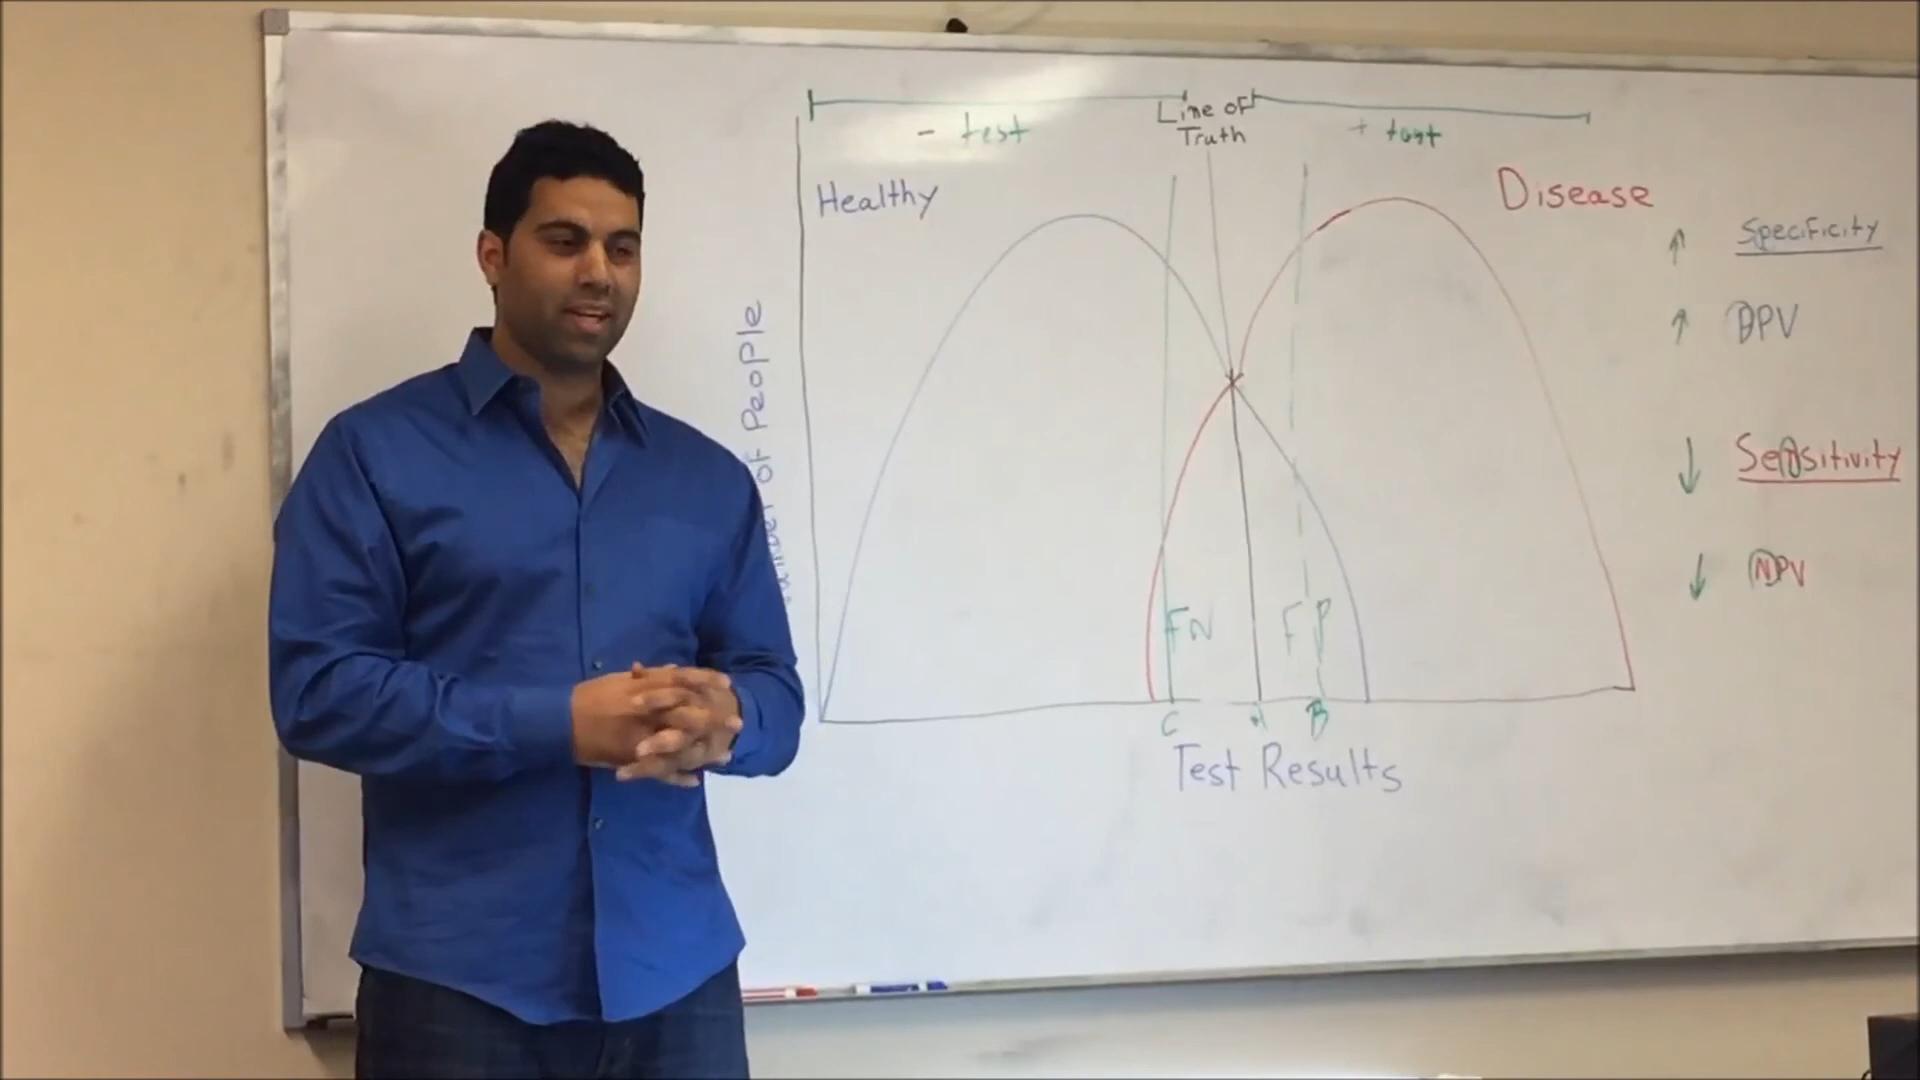 Line of
Truth
- test
+ test
Healthy
Disease
↑ Specificity
↑ PPV
↓ Sensitivity
↓ NPV
of People
FN
FP
C
A
B
Test Results